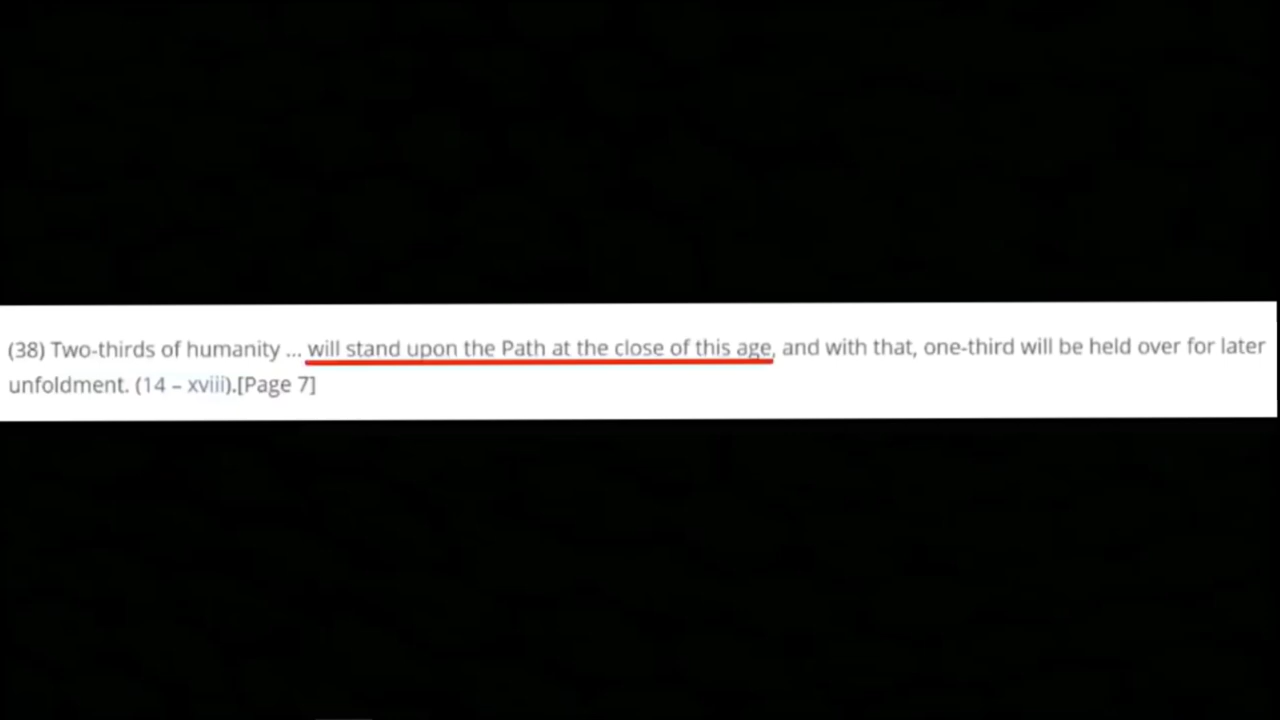 (38) Two-thirds of humanity ... will stand upon the Path at the close of this age, and with that, one-third will be held over for later
unfoldment. (14 – xviii).[Page 7]